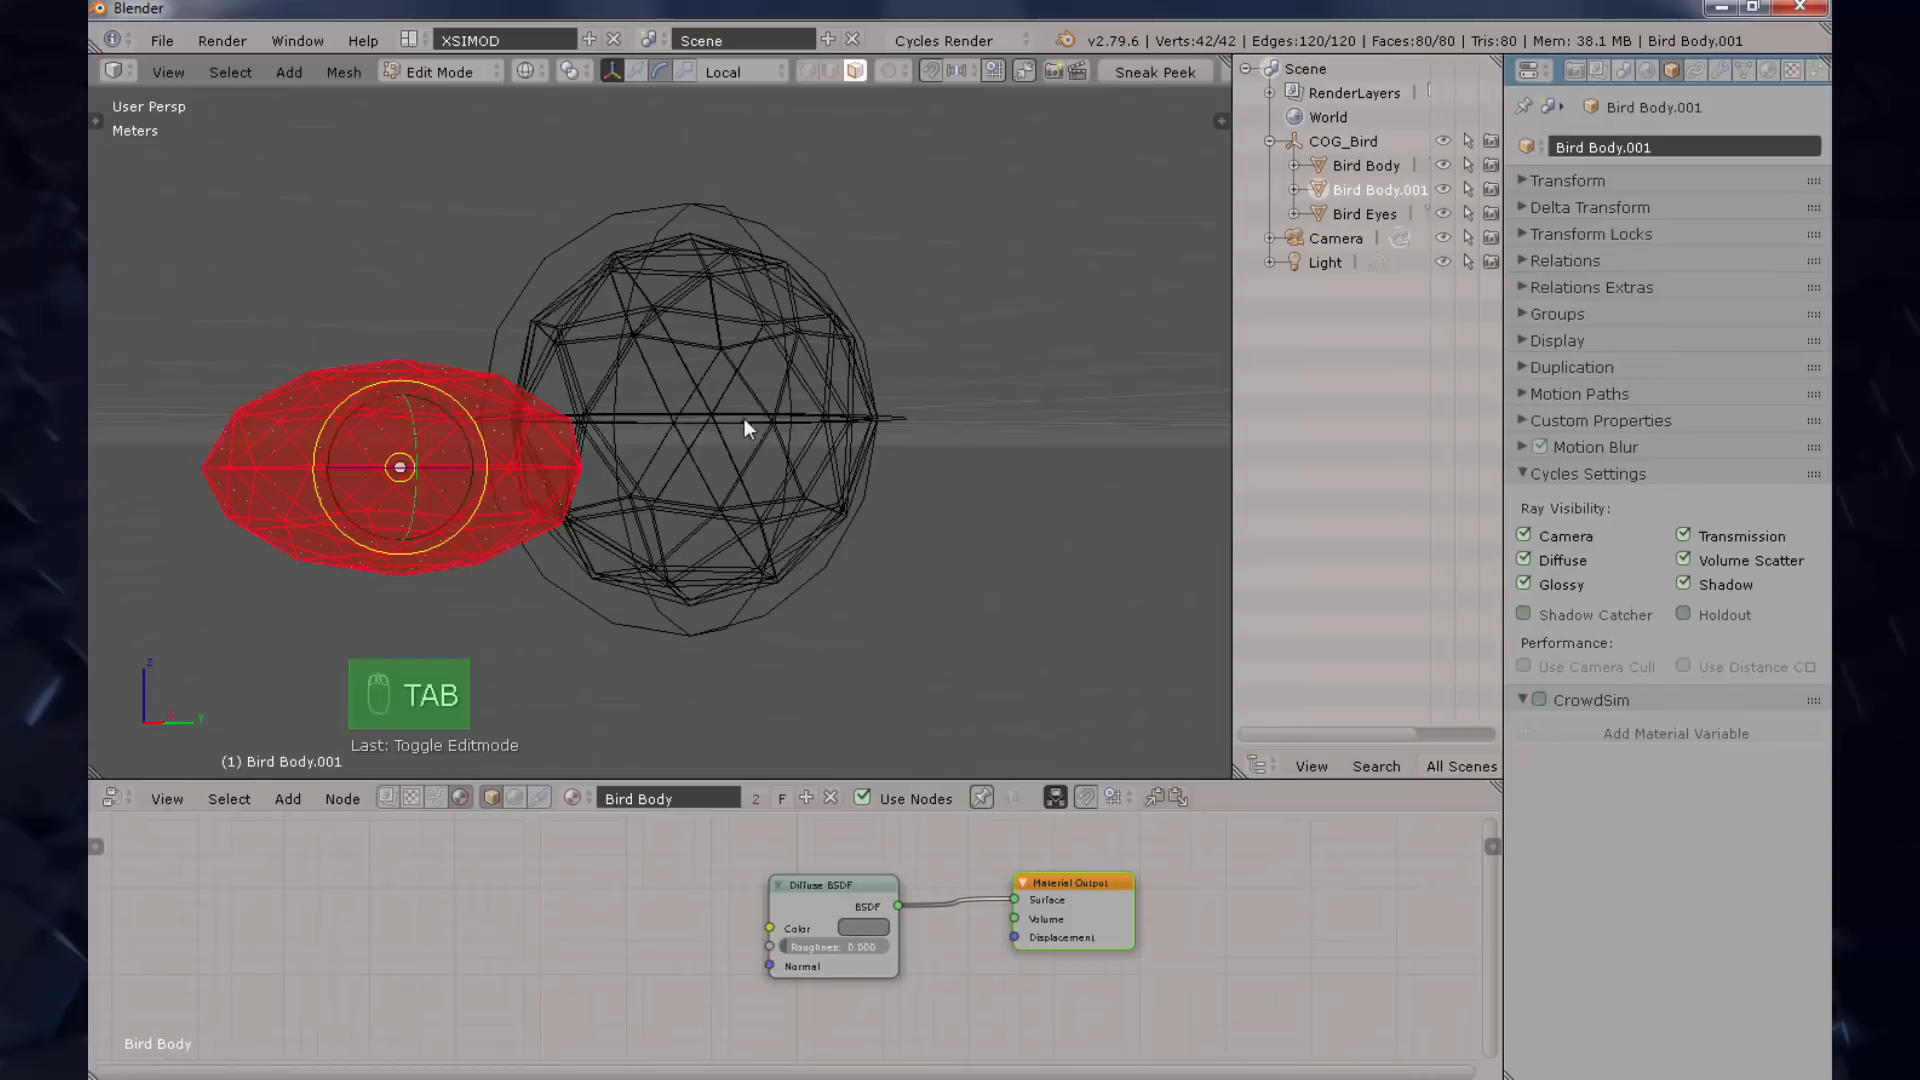 Blender
File Render Window Help XSIMOD Scene Cycles Render v2.79.6 | Verts:42/42 | Edges:120/120 | Faces:80/80 | Tris:80 | Mem: 38.1 MB | Bird Body.001
View Select Add Mesh Edit Mode Local Sneak Peek
User Persp
Meters
z
y
TAB
Last: Toggle Editmode
(1) Bird Body.001
Scene
RenderLayers
World
COG_Bird
Bird Body
Bird Body.001
Bird Eyes
Camera
Light
View Search All Scenes
Bird Body.001
Bird Body.001
Transform
Delta Transform
Transform Locks
Relations
Relations Extras
Groups
Display
Duplication
Motion Paths
Custom Properties
Motion Blur
Cycles Settings
Ray Visibility:
Camera Transmission
Diffuse Volume Scatter
Glossy Shadow
Shadow Catcher Holdout
Performance:
Use Camera Cull Use Distance C
CrowdSim
Add Material Variable
View Select Add Node Bird Body 2 F Use Nodes
Diffuse BSDF
BSDF
Color
Roughness: 0.000
Normal
Material Output
Surface
Volume
Displacement
Bird Body